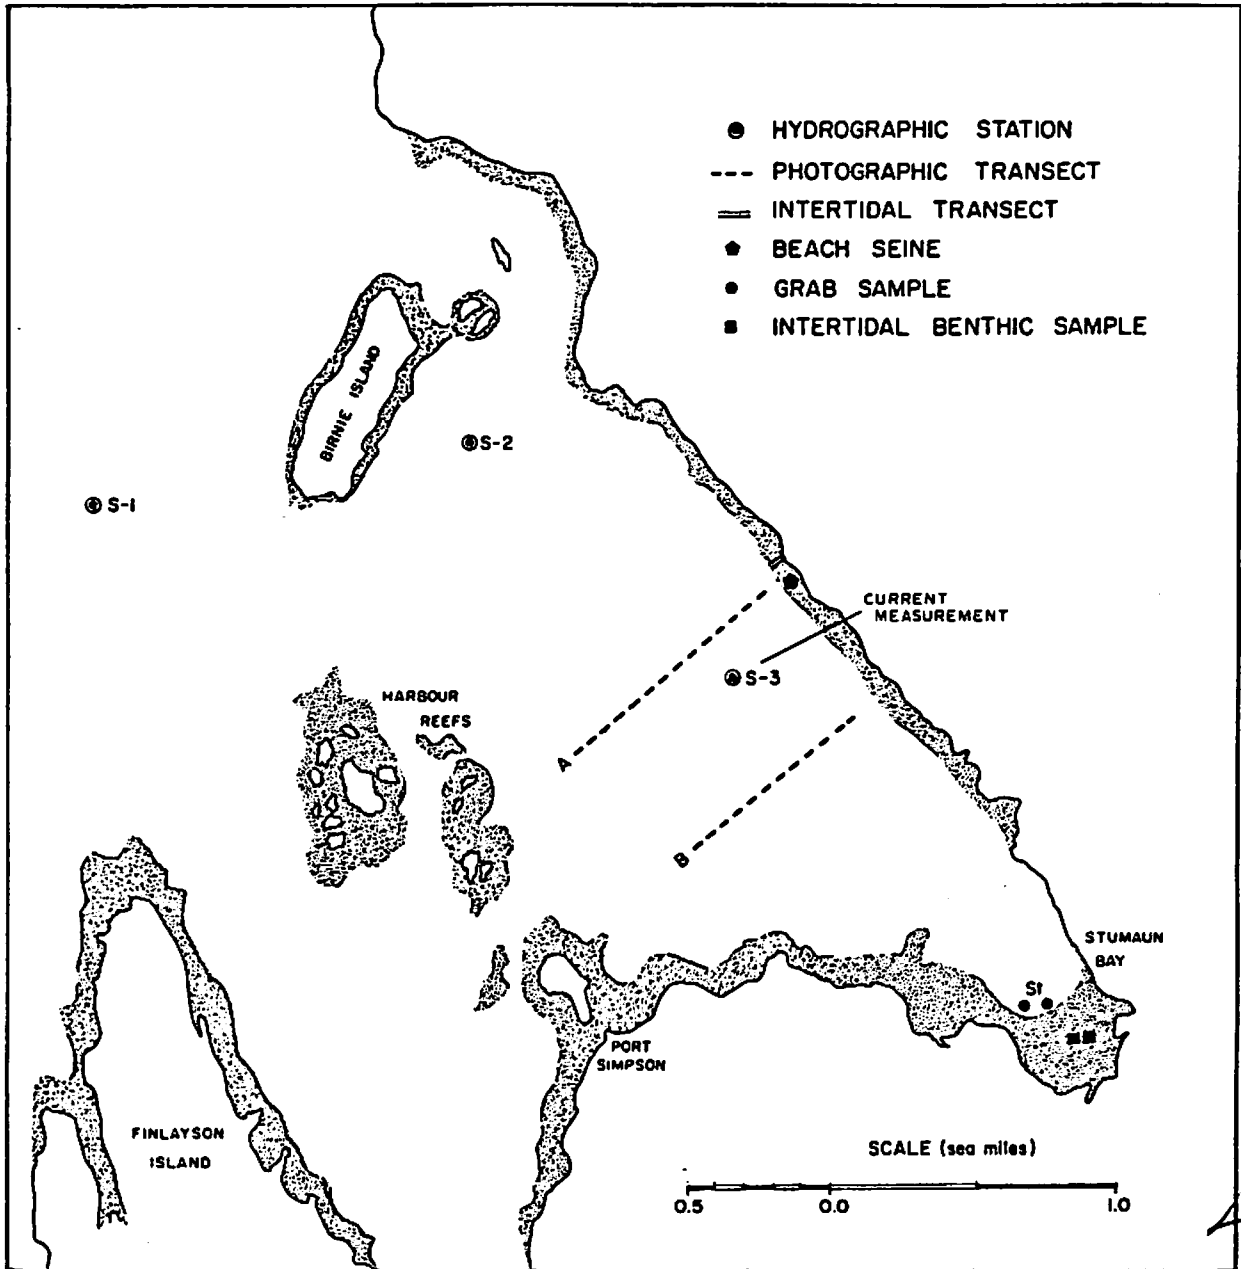 HYDROGRAPHIC STATION
PHOTOGRAPHIC TRANSECT
INTERTIDAL TRANSECT
BEACH SEINE
GRAB SAMPLE
INTERTIDAL BENTHIC SAMPLE
BIRNIE ISLAND
S-2
S-1
CURRENT
MEASUREMENT
S-3
HARBOUR
REEFS
A
B
STUMAUN
BAY
St
PORT
SIMPSON
FINLAYSON
ISLAND
SCALE (sea miles)
0.5 0.0 1.0